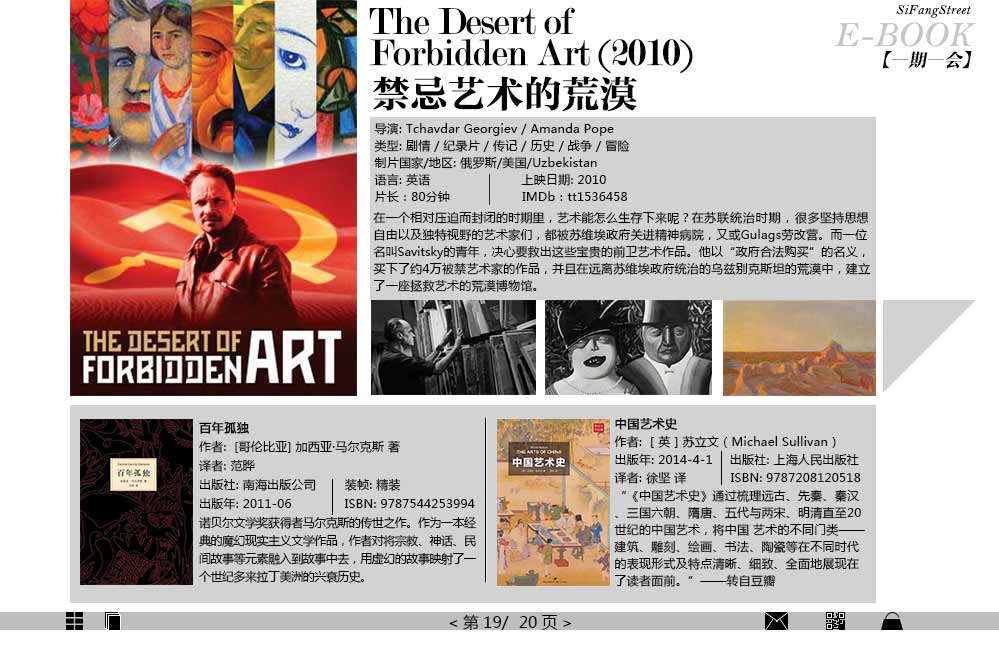 SiFangStreet
E-BOOK
【一期一会】
The Desert of
Forbidden Art (2010)
禁忌艺术的荒漠
THE DESERT OF
FORBIDDEN ART
导演: Tchavdar Georgiev / Amanda Pope
类型: 剧情 / 纪录片 / 传记 / 历史 / 战争 / 冒险
制片国家/地区: 俄罗斯/美国/Uzbekistan
语言: 英语
上映日期: 2010
片长：80分钟
IMDb：tt1536458
在一个相对压迫而封闭的时期里，艺术能怎么生存下来呢？在苏联统治时期，很多坚持思想
自由以及独特视野的艺术家们，都被苏维埃政府关进精神病院，又或Gulags劳改营。而一位
名叫Savitsky的青年，决心要救出这些宝贵的前卫艺术作品。他以“政府合法购买”的名义，
买下了约4万被禁艺术家的作品，并且在远离苏维埃政府统治的乌兹别克斯坦的荒漠中，建立
了一座拯救艺术的荒漠博物馆。
百年孤独
百年孤独
作者: [哥伦比亚] 加西亚·马尔克斯 著
译者: 范晔
出版社: 南海出版公司
装帧: 精装
出版年: 2011-06
ISBN: 9787544253994
诺贝尔文学奖获得者马尔克斯的传世之作。作为一本经
典的魔幻现实主义文学作品，作者对将宗教、神话、民
间故事等元素融入到故事中去，用虚幻的故事映射了一
个世纪多来拉丁美洲的兴衰历史。
THE ARTS OF CHINA
中国艺术史
中国艺术史
作者:［ 英 ］苏立文（ Michael Sullivan ）
出版年: 2014-4-1
出版社: 上海人民出版社
译者: 徐坚 译
ISBN: 9787208120518
“《中国艺术史》通过梳理远古、先秦、秦汉
、三国六朝、隋唐、五代与两宋、明清直至20
世纪的中国艺术，将中国 艺术的不同门类——
建筑、雕刻、绘画、书法、陶瓷等在不同时代
的表现形式及特点清晰、细致、全面地展现在
了读者面前。”——转自豆瓣
< 第 19/ 20 页 >